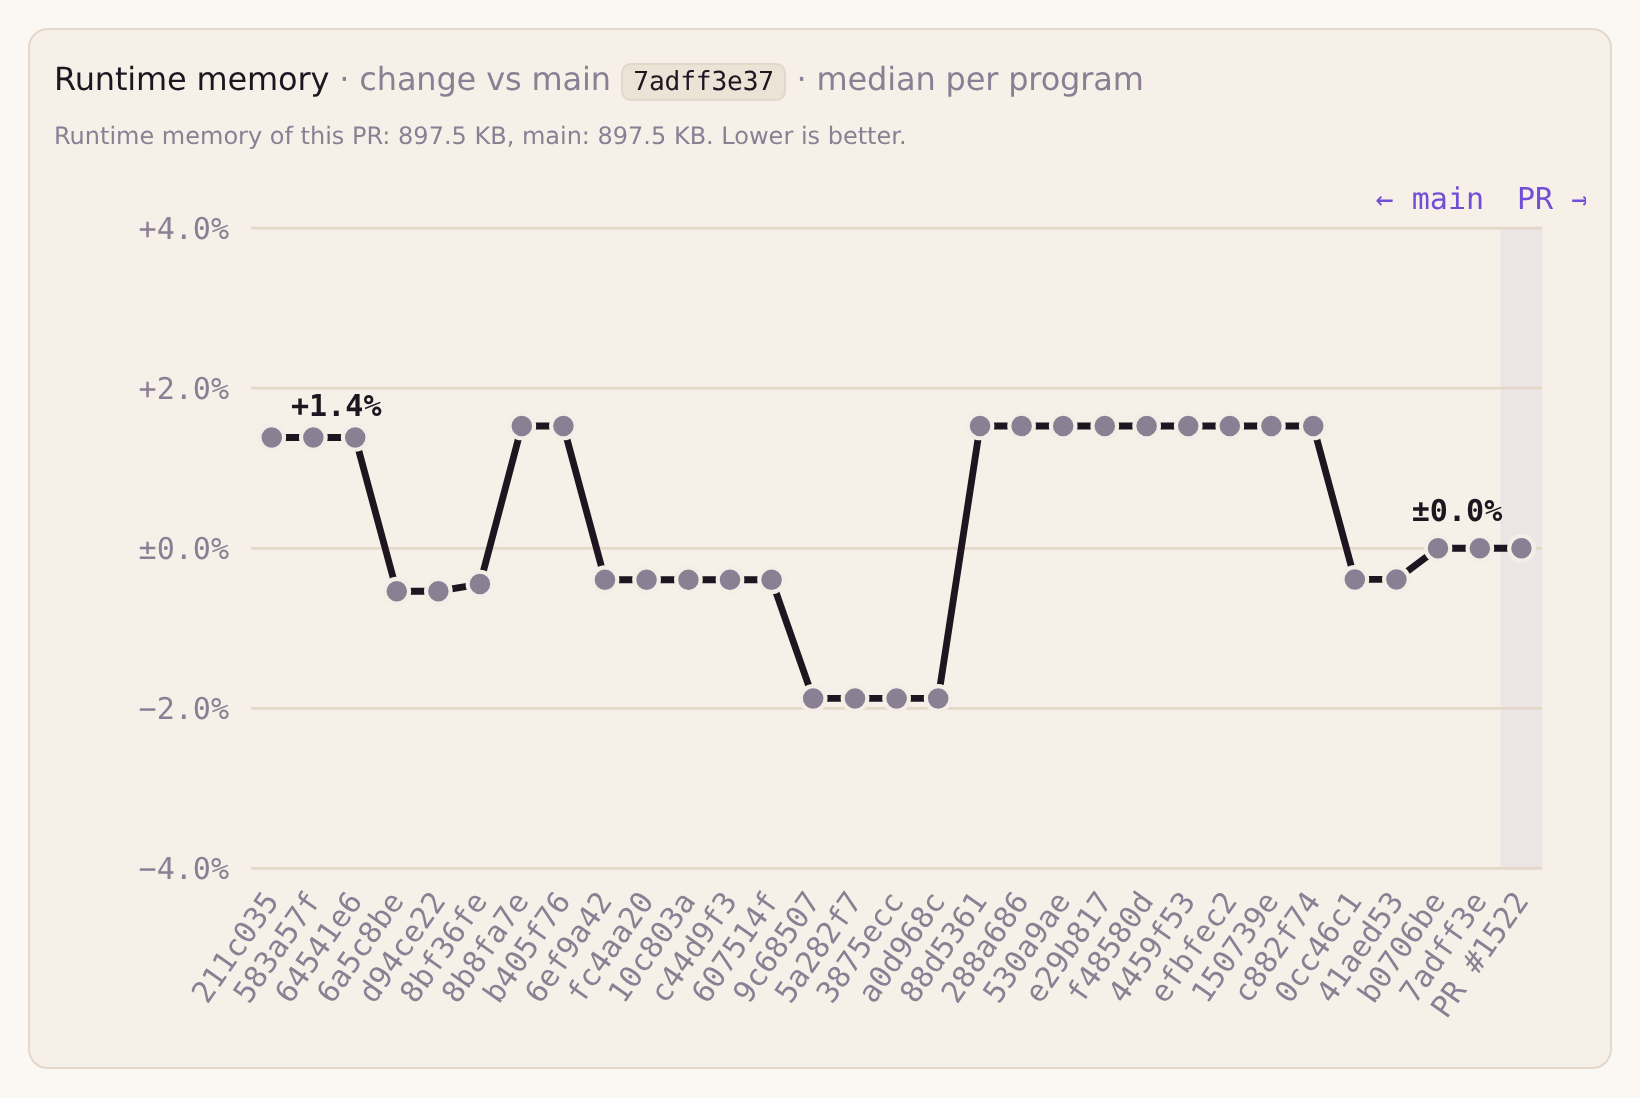 Runtime memory · change vs main 7adff3e37 · median per program
Runtime memory of this PR: 897.5 KB, main: 897.5 KB. Lower is better.
← main PR →
+4.0%
+2.0%
+1.4%
±0.0%
±0.0%
−2.0%
−4.0%
211c035
583a57f
64541e6
6a5c8be
d94ce22
8bf36fe
8b8fa7e
b405f76
6ef9a42
fc4aa20
10c803a
c44d9f3
607514f
9c68507
5a282f7
3875ecc
a0d968c
88d5361
288a686
530a9ae
e29b817
f48580d
4459f53
efbfec2
150739e
c882f74
0cc46c1
41aed53
b0706be
7adff3e
PR #1522